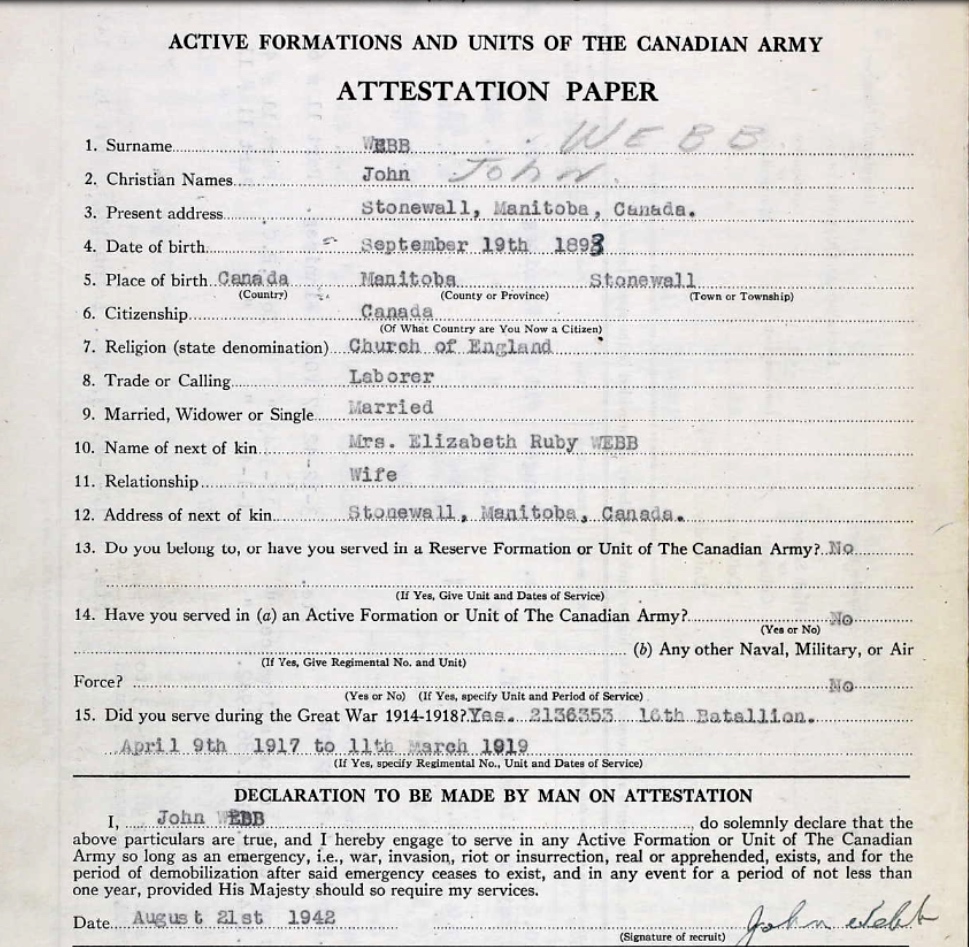 ACTIVE FORMATIONS AND UNITS OF THE CANADIAN ARMY
ATTESTATION PAPER
1. Surname WEBB WEBB
2. Christian Names John John.
3. Present address Stonewall, Manitoba, Canada.
4. Date of birth September 19th 1893
5. Place of birth Canada Manitoba Stonewall
(Country) (County or Province) (Town or Township)
6. Citizenship Canada
(Of What Country are You Now a Citizen)
7. Religion (state denomination) Church of England
8. Trade or Calling Laborer
9. Married, Widower or Single Married
10. Name of next of kin Mrs. Elizabeth Ruby WEBB
11. Relationship Wife
12. Address of next of kin Stonewall, Manitoba, Canada.
13. Do you belong to, or have you served in a Reserve Formation or Unit of The Canadian Army? No
(If Yes, Give Unit and Dates of Service)
14. Have you served in (a) an Active Formation or Unit of The Canadian Army? No
(Yes or No)
(b) Any other Naval, Military, or Air
(If Yes, Give Regimental No. and Unit)
Force? No
(Yes or No) (If Yes, specify Unit and Period of Service)
15. Did you serve during the Great War 1914-1918? Yes. 2136353 16th Batallion.
April 9th 1917 to 11th March 1919
(If Yes, specify Regimental No., Unit and Dates of Service)
DECLARATION TO BE MADE BY MAN ON ATTESTATION
I, John WEBB, do solemnly declare that the
above particulars are true, and I hereby engage to serve in any Active Formation or Unit of The Canadian
Army so long as an emergency, i.e., war, invasion, riot or insurrection, real or apprehended, exists, and for the
period of demobilization after said emergency ceases to exist, and in any event for a period of not less than
one year, provided His Majesty should so require my services.
Date August 21st 1942 John Webb
(Signature of recruit)